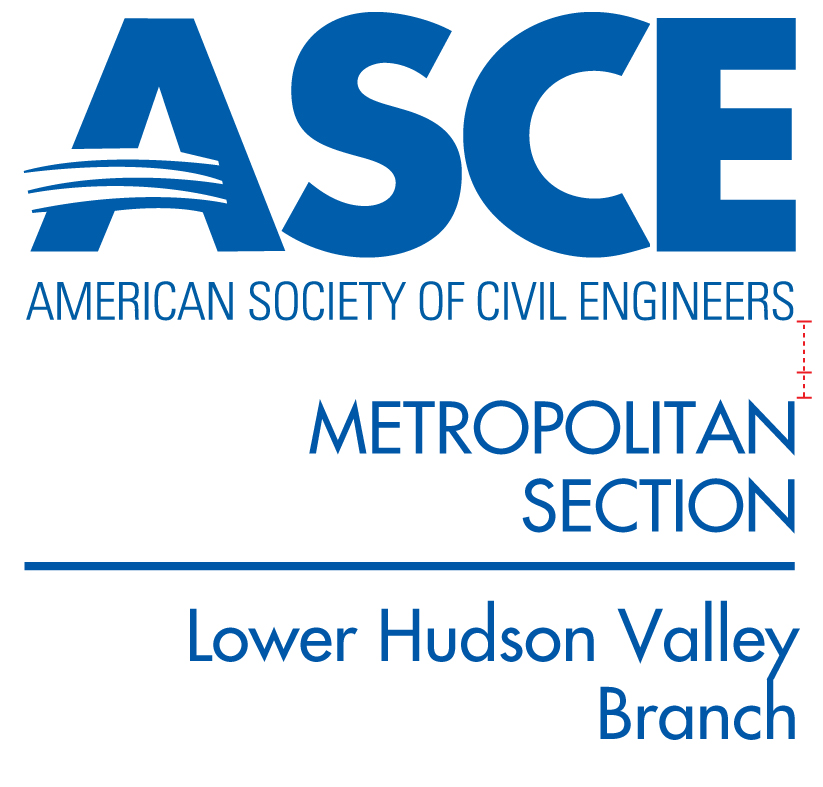 ASCE
AMERICAN SOCIETY OF CIVIL ENGINEERS
METROPOLITAN
SECTION
Lower Hudson Valley
Branch